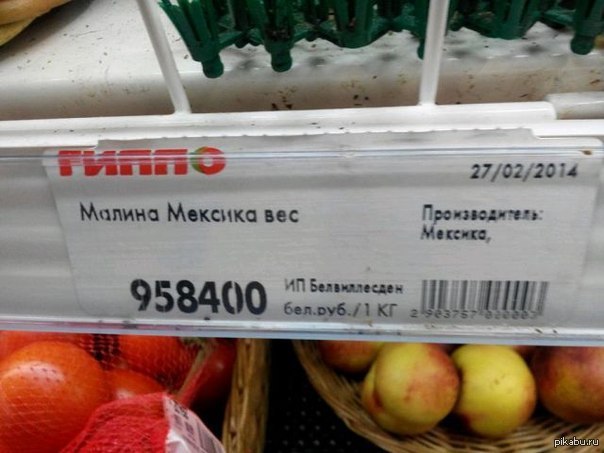 ГИППО
27/02/2014
Малина Мексика вес
Производитель:
Мексика,
958400
ИП Белвиллесден
бел.руб./1 КГ
pikabu.ru